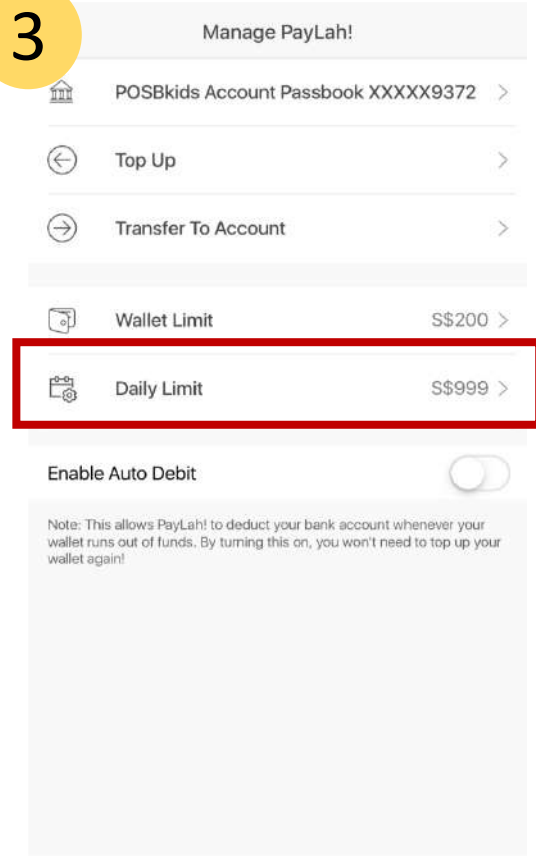 3
Manage PayLah!
POSBkids Account Passbook XXXXX9372
Top Up
Transfer To Account
Wallet Limit S$200
Daily Limit S$999
Enable Auto Debit
Note: This allows PayLah! to deduct your bank account whenever your
wallet runs out of funds. By turning this on, you won't need to top up your
wallet again!